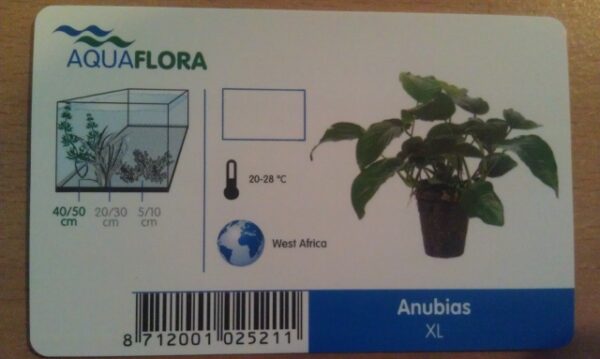 AQUAFLORA
40/50 20/30 5/10
cm cm cm
20-28 °C
West Africa
Anubias
XL
8 712001 025211